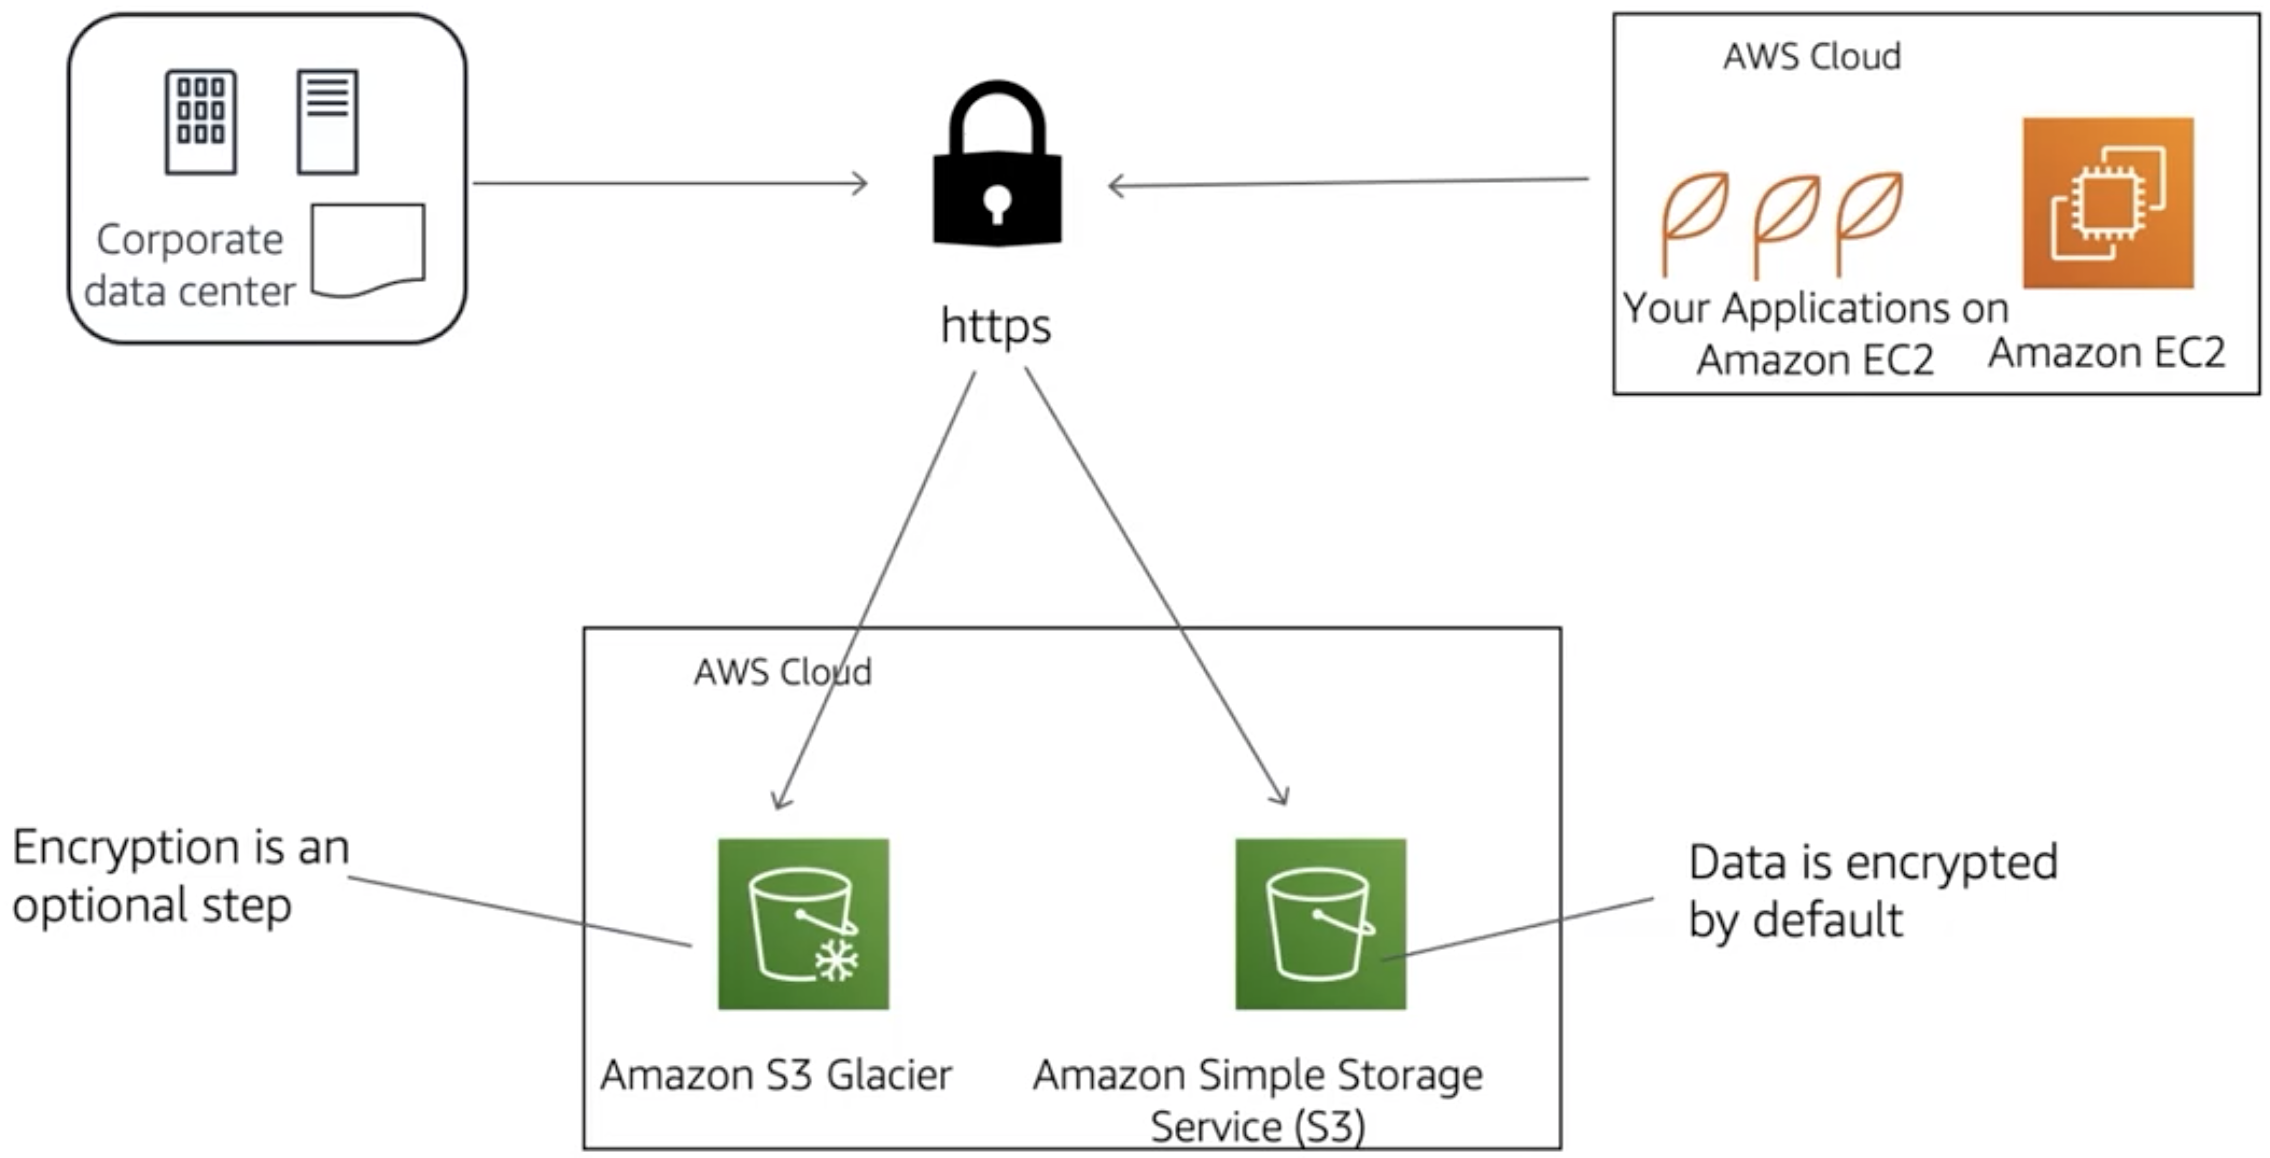 Corporate
data center
https
AWS Cloud
Your Applications on
Amazon EC2
Amazon EC2
AWS Cloud
Encryption is an
optional step
Data is encrypted
by default
Amazon S3 Glacier
Amazon Simple Storage
Service (S3)